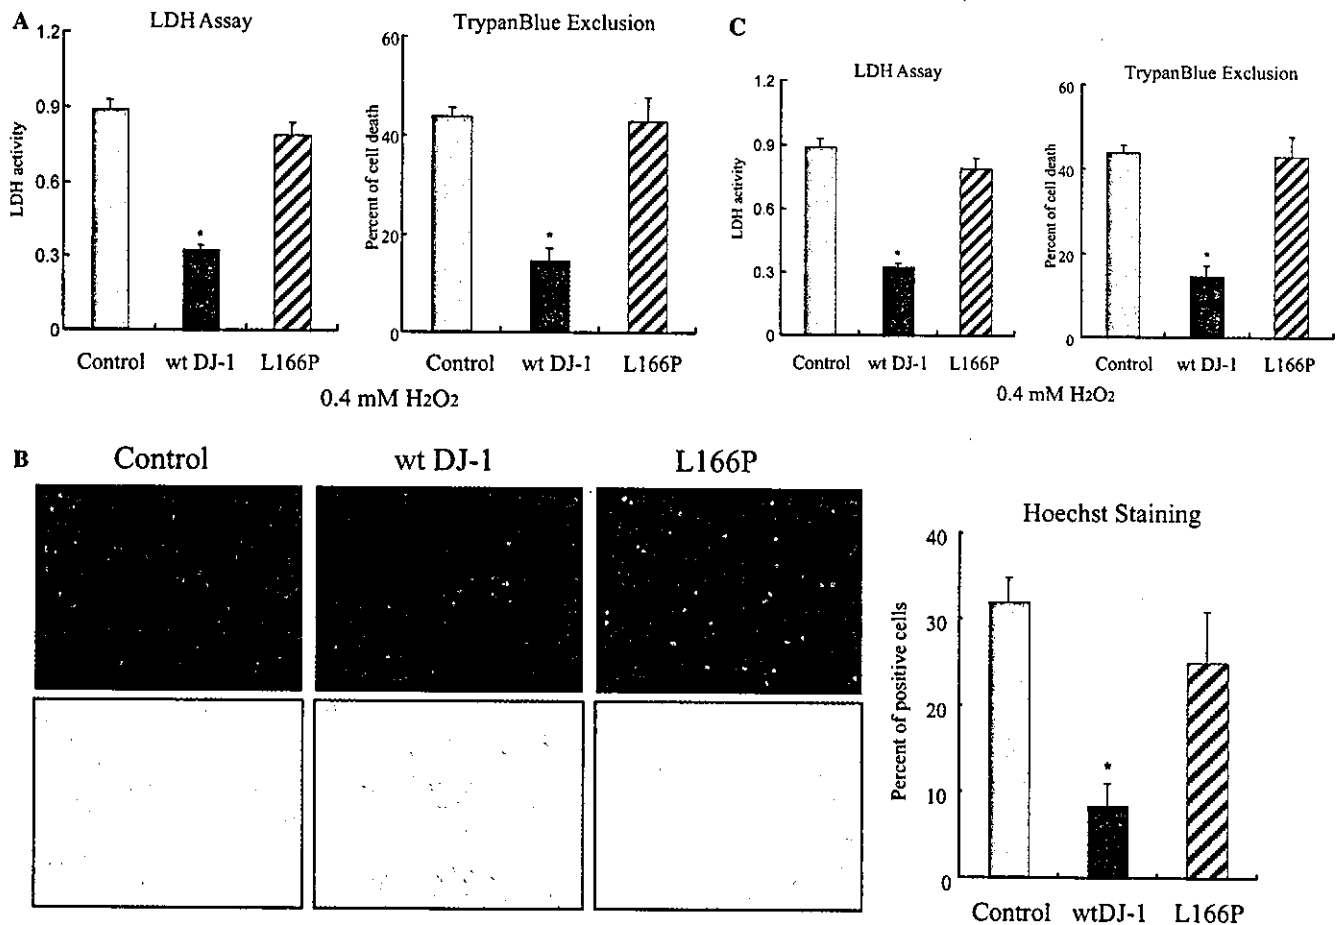 A
LDH Assay
1.2
0.9
0.6
0.3
0
LDH activity
Control wt DJ-1 L166P
TrypanBlue Exclusion
60
40
20
0
Percent of cell death
*
*
Control wt DJ-1 L166P
0.4 mM H2O2
C
LDH Assay
1.2
0.9
0.6
0.3
0
LDH activity
*
Control wt DJ-1 L166P
TrypanBlue Exclusion
60
40
20
0
Percent of cell death
*
Control wt DJ-1 L166P
0.4 mM H2O2
B
Control wt DJ-1 L166P
Hoechst Staining
40
30
20
10
0
Percent of positive cells
*
Control wtDJ-1 L166P